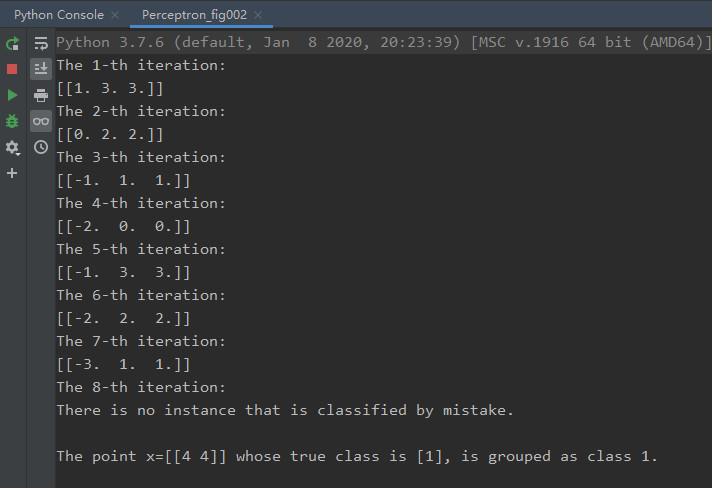 Python Console Perceptron_fig002
Python 3.7.6 (default, Jan  8 2020, 20:23:39) [MSC v.1916 64 bit (AMD64)]
The 1-th iteration:
[[1. 3. 3.]]
The 2-th iteration:
[[0. 2. 2.]]
The 3-th iteration:
[[-1.  1.  1.]]
The 4-th iteration:
[[-2.  0.  0.]]
The 5-th iteration:
[[-1.  3.  3.]]
The 6-th iteration:
[[-2.  2.  2.]]
The 7-th iteration:
[[-3.  1.  1.]]
The 8-th iteration:
There is no instance that is classified by mistake.
The point x=[[4 4]] whose true class is [1], is grouped as class 1.